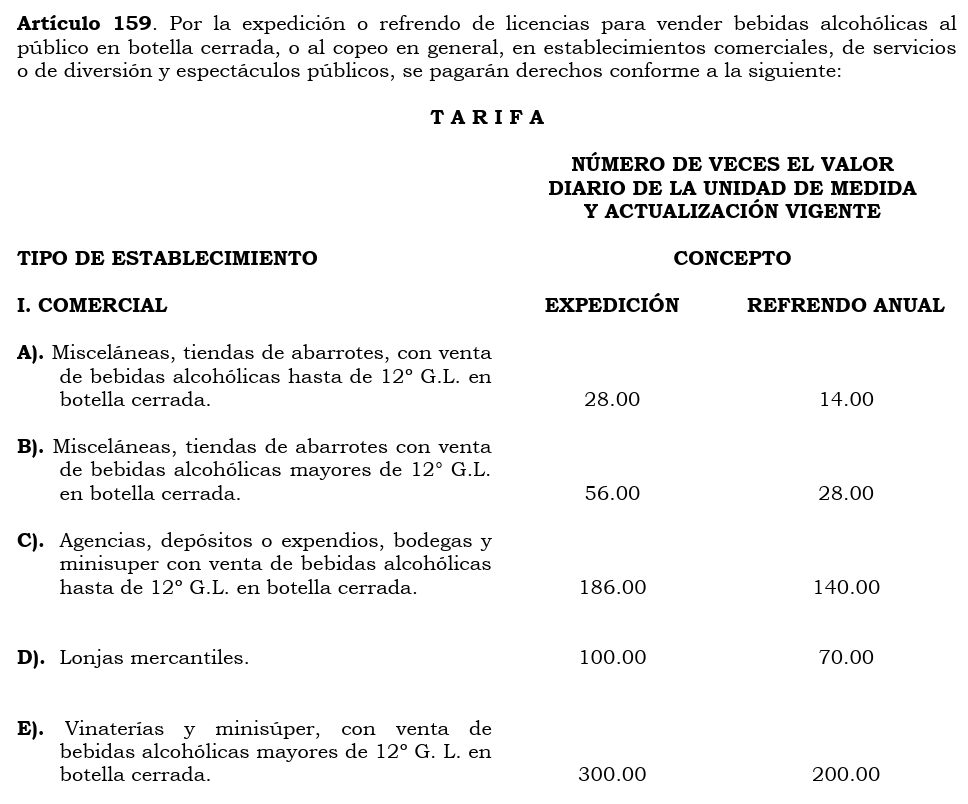 Artículo 159. Por la expedición o refrendo de licencias para vender bebidas alcohólicas al
público en botella cerrada, o al copeo en general, en establecimientos comerciales, de servicios
o de diversión y espectáculos públicos, se pagarán derechos conforme a la siguiente:
T A R I F A
NÚMERO DE VECES EL VALOR
DIARIO DE LA UNIDAD DE MEDIDA
Y ACTUALIZACIÓN VIGENTE
TIPO DE ESTABLECIMIENTO CONCEPTO
I. COMERCIAL EXPEDICIÓN REFRENDO ANUAL
A). Misceláneas, tiendas de abarrotes, con venta
de bebidas alcohólicas hasta de 12º G.L. en
botella cerrada. 28.00 14.00
B). Misceláneas, tiendas de abarrotes con venta
de bebidas alcohólicas mayores de 12° G.L.
en botella cerrada. 56.00 28.00
C). Agencias, depósitos o expendios, bodegas y
minisuper con venta de bebidas alcohólicas
hasta de 12º G.L. en botella cerrada. 186.00 140.00
D). Lonjas mercantiles. 100.00 70.00
E). Vinaterías y minisúper, con venta de
bebidas alcohólicas mayores de 12º G. L. en
botella cerrada. 300.00 200.00